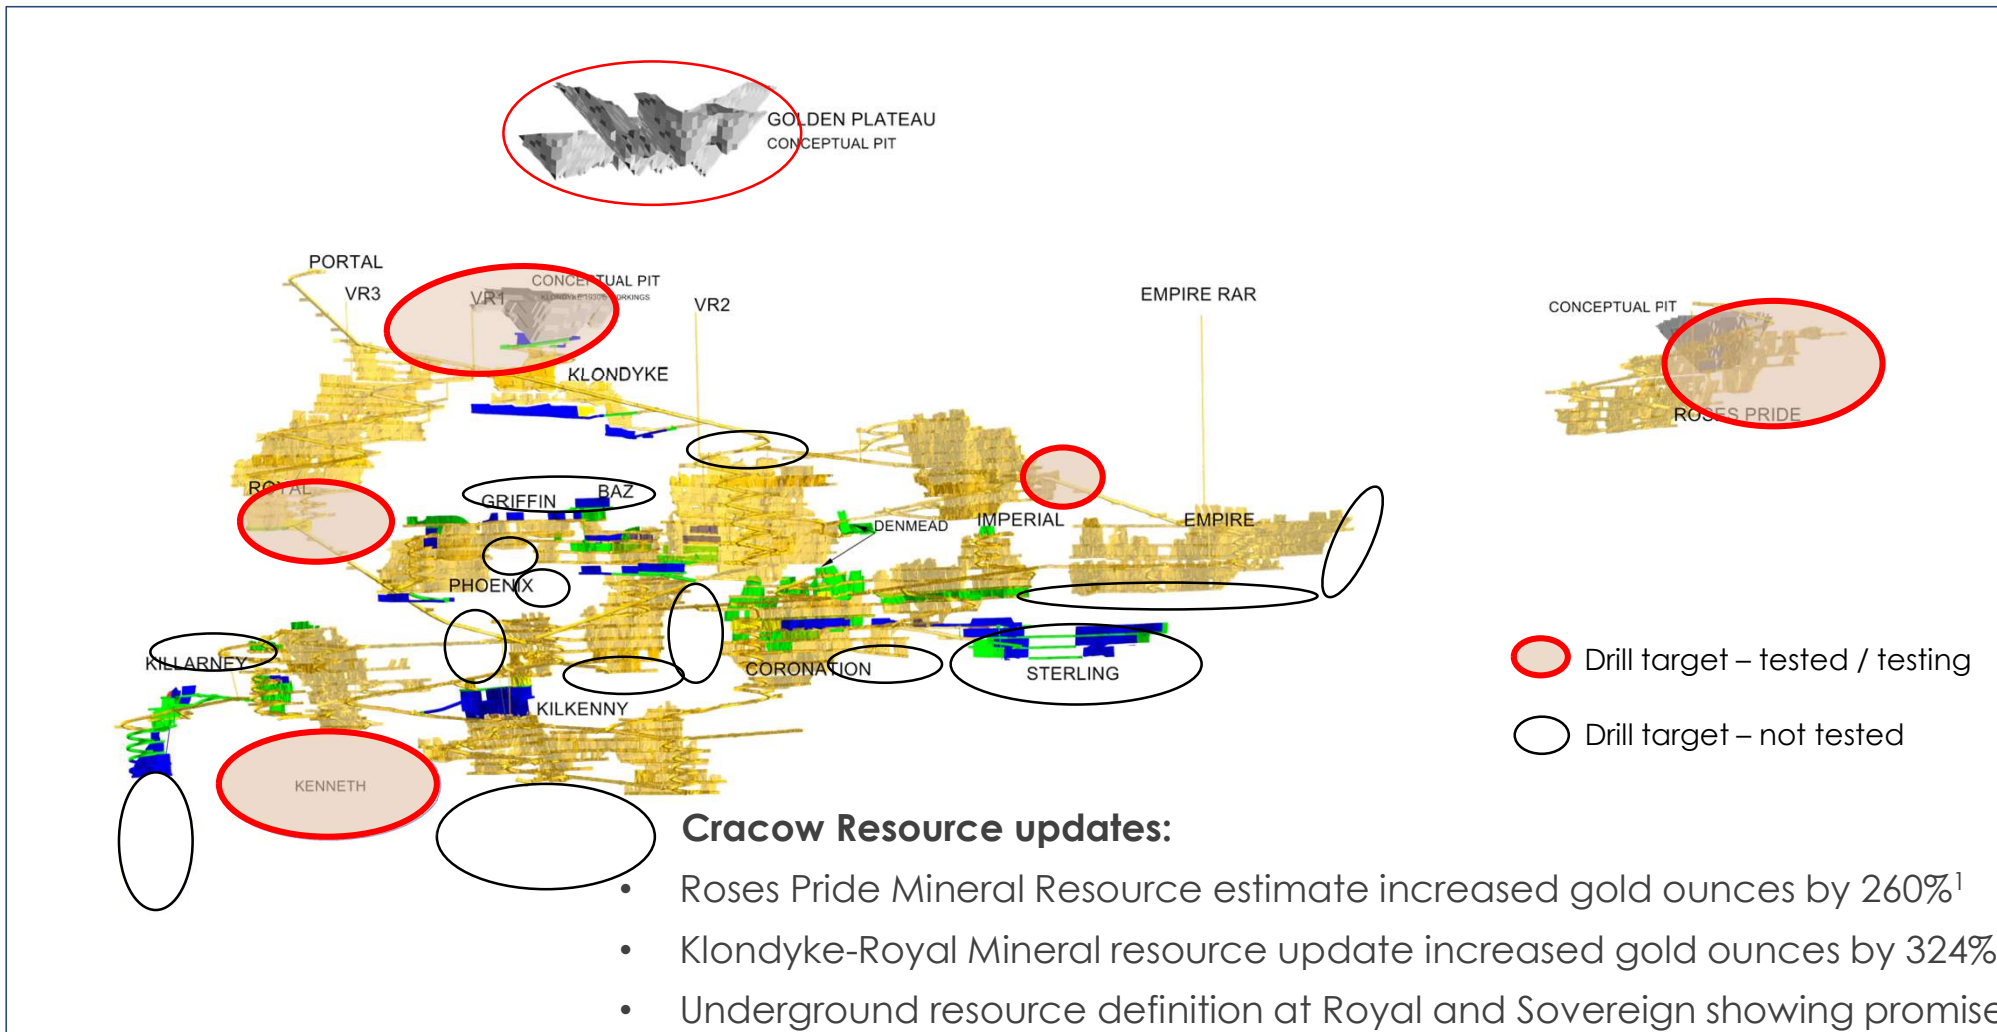 GOLDEN PLATEAU
CONCEPTUAL PIT
PORTAL
VR3
VR1
CONCEPTUAL PIT
KLONDYKE 1930'S WORKINGS
VR2
EMPIRE RAR
CONCEPTUAL PIT
KLONDYKE
ROSES PRIDE
ROYAL
GRIFFIN
BAZ
DENMEAD
IMPERIAL
EMPIRE
PHOENIX
KILLARNEY
CORONATION
STERLING
KILKENNY
KENNETH
Drill target – tested / testing
Drill target – not tested
Cracow Resource updates:
• Roses Pride Mineral Resource estimate increased gold ounces by 260%1
• Klondyke-Royal Mineral resource update increased gold ounces by 324%
• Underground resource definition at Royal and Sovereign showing promise